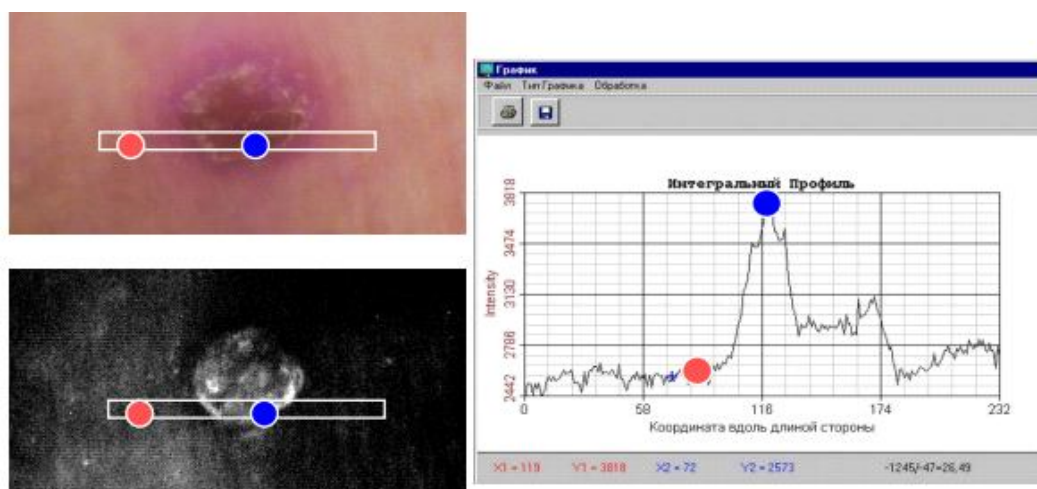 График
Файл Тип Графика Обработка
Интегральный Профиль
3818
3474
3130
2786
2442
Intensity
0 58 116 174 232
Координата вдоль длиной стороны
X1 = 119 Y1 = 3818 X2 = 72 Y2 = 2573 -1245/-47=26,49